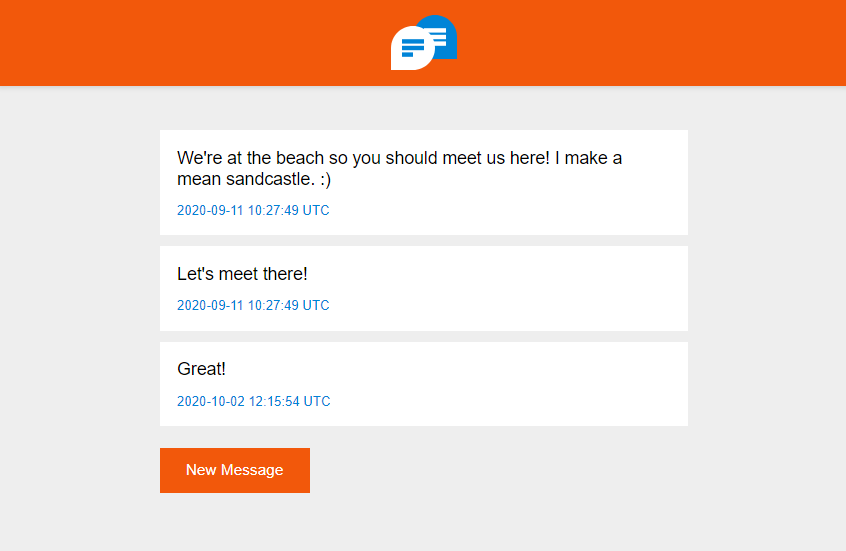 We're at the beach so you should meet us here! I make a
mean sandcastle. :)
2020-09-11 10:27:49 UTC
Let's meet there!
2020-09-11 10:27:49 UTC
Great!
2020-10-02 12:15:54 UTC
New Message